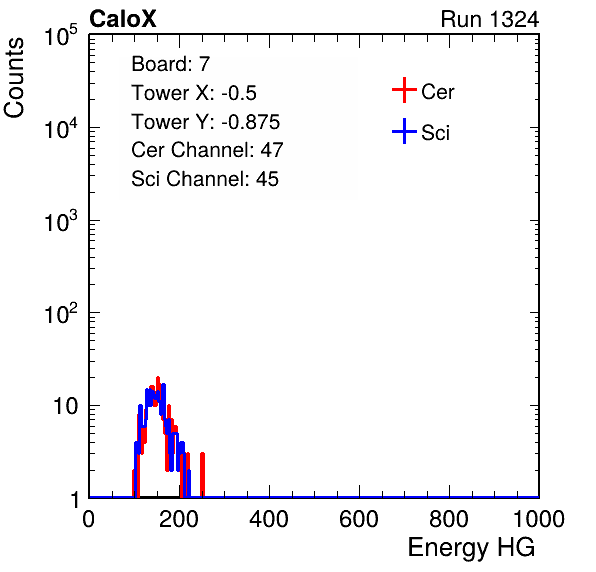 CaloX Run 1324
Counts
10^5
10^4
10^3
10^2
10
1
Board: 7
Tower X: -0.5
Tower Y: -0.875
Cer Channel: 47
Sci Channel: 45
Cer
Sci
0 200 400 600 800 1000
Energy HG